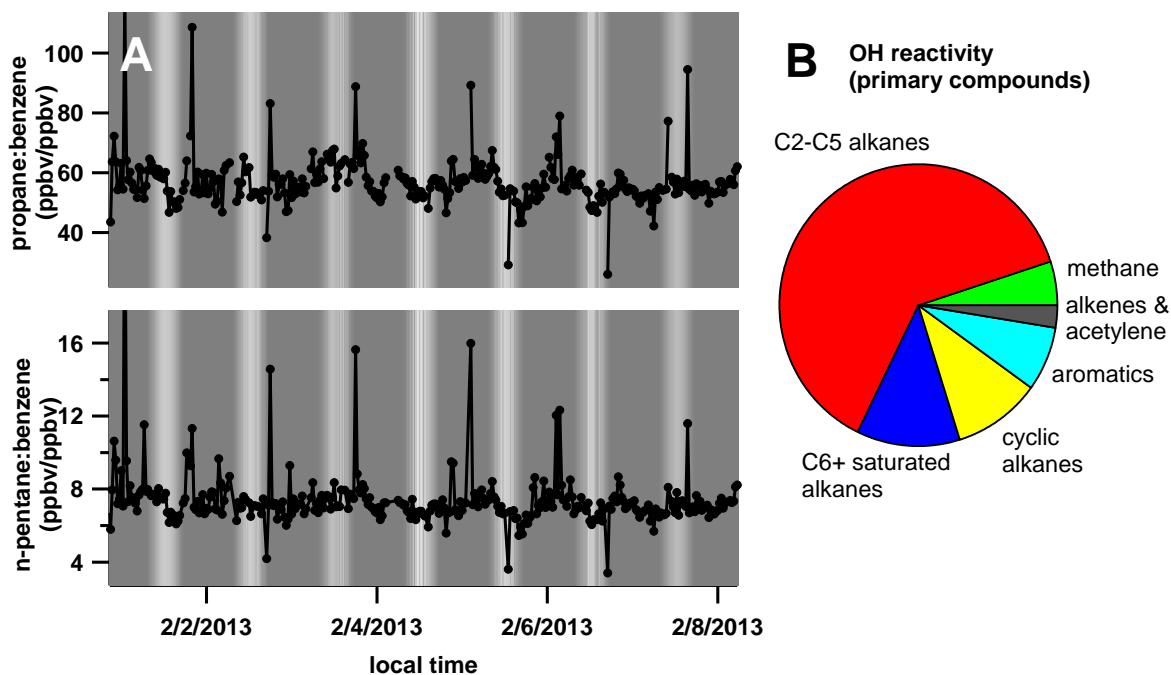 A
propane:benzene
(ppbv/ppbv)
100
80
60
40
n-pentane:benzene
(ppbv/ppbv)
16
12
8
4
2/2/2013
2/4/2013
2/6/2013
2/8/2013
local time
B
OH reactivity
(primary compounds)
C2-C5 alkanes
methane
alkenes &
acetylene
aromatics
cyclic
alkanes
C6+ saturated
alkanes